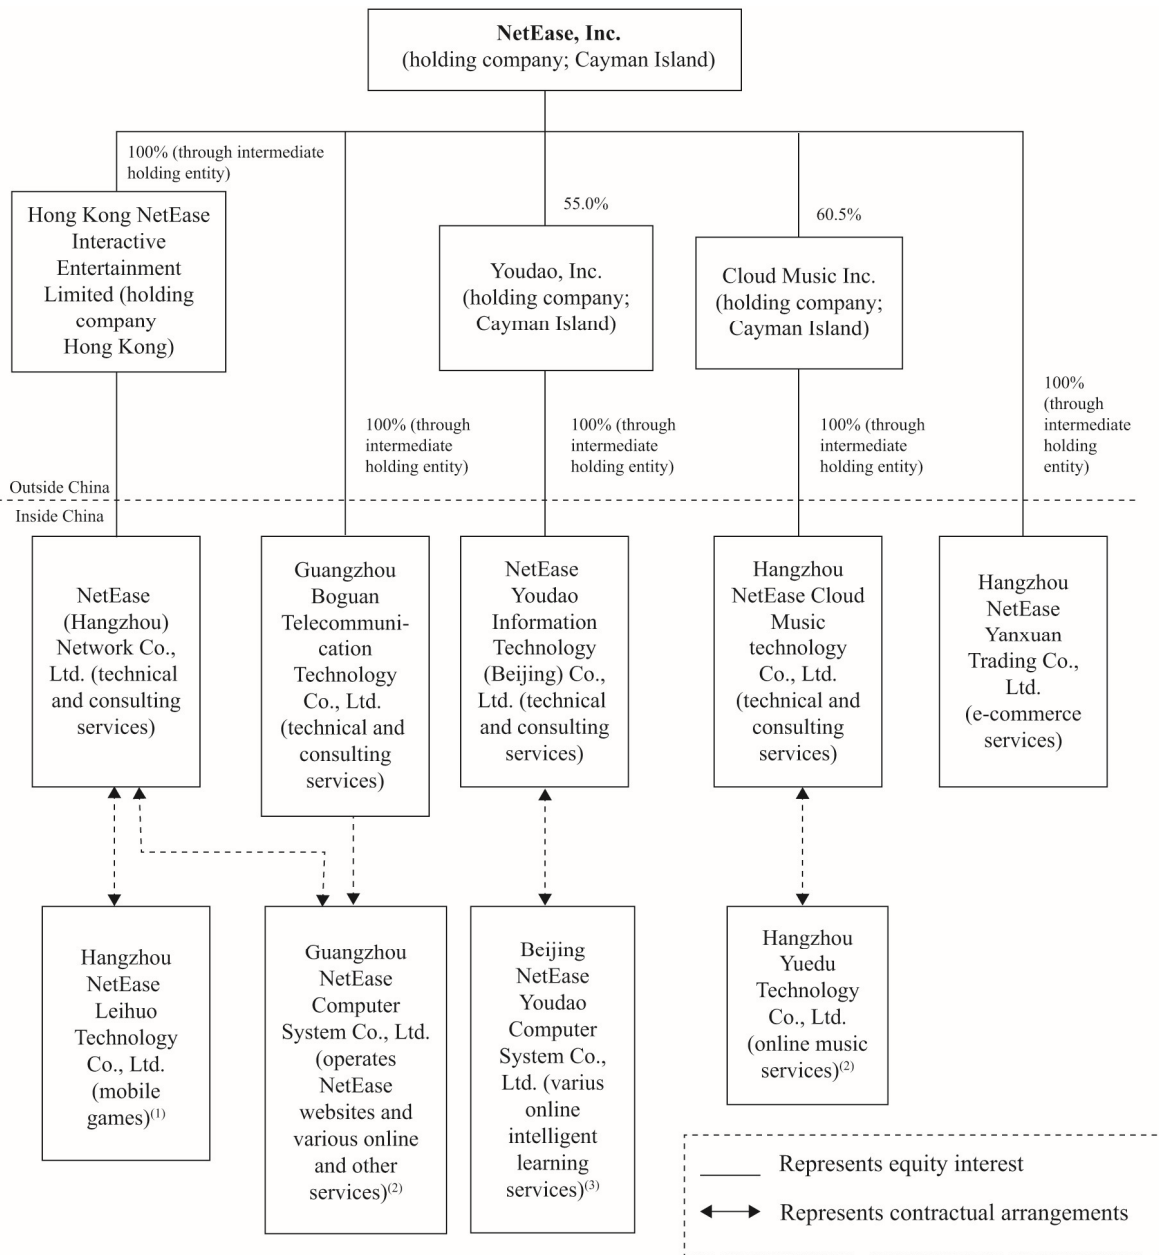 NetEase, Inc.
(holding company; Cayman Island)
100% (through intermediate
holding entity)
Hong Kong NetEase
Interactive
Entertainment
Limited (holding
company
Hong Kong)
55.0%
Youdao, Inc.
(holding company;
Cayman Island)
60.5%
Cloud Music Inc.
(holding company;
Cayman Island)
100% (through
intermediate
holding entity)
100% (through
intermediate
holding entity)
100% (through
intermediate
holding entity)
100%
(through
intermediate
holding
entity)
Outside China
Inside China
NetEase
(Hangzhou)
Network Co.,
Ltd. (technical
and consulting
services)
Guangzhou
Boguan
Telecommuni-
cation
Technology
Co., Ltd.
(technical and
consulting
services)
NetEase
Youdao
Information
Technology
(Beijing) Co.,
Ltd. (technical
and consulting
services)
Hangzhou
NetEase Cloud
Music
technology
Co., Ltd.
(technical and
consulting
services)
Hangzhou
NetEase
Yanxuan
Trading Co.,
Ltd.
(e-commerce
services)
Hangzhou
NetEase
Leihuo
Technology
Co., Ltd.
(mobile
games)(1)
Guangzhou
NetEase
Computer
System Co., Ltd.
(operates
NetEase
websites and
various online
and other
services)(2)
Beijing
NetEase
Youdao
Computer
System Co.,
Ltd. (varius
online
intelligent
learning
services)(3)
Hangzhou
Yuedu
Technology
Co., Ltd.
(online music
services)(2)
Represents equity interest
Represents contractual arrangements